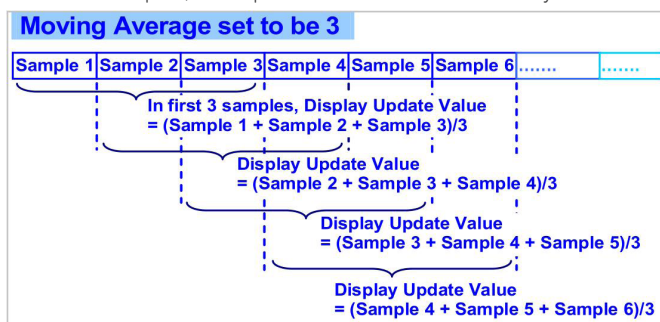 Moving Average set to be 3
Sample 1 Sample 2 Sample 3 Sample 4 Sample 5 Sample 6 ....... .......
In first 3 samples, Display Update Value
= (Sample 1 + Sample 2 + Sample 3)/3
Display Update Value
= (Sample 2 + Sample 3 + Sample 4)/3
Display Update Value
= (Sample 3 + Sample 4 + Sample 5)/3
Display Update Value
= (Sample 4 + Sample 5 + Sample 6)/3